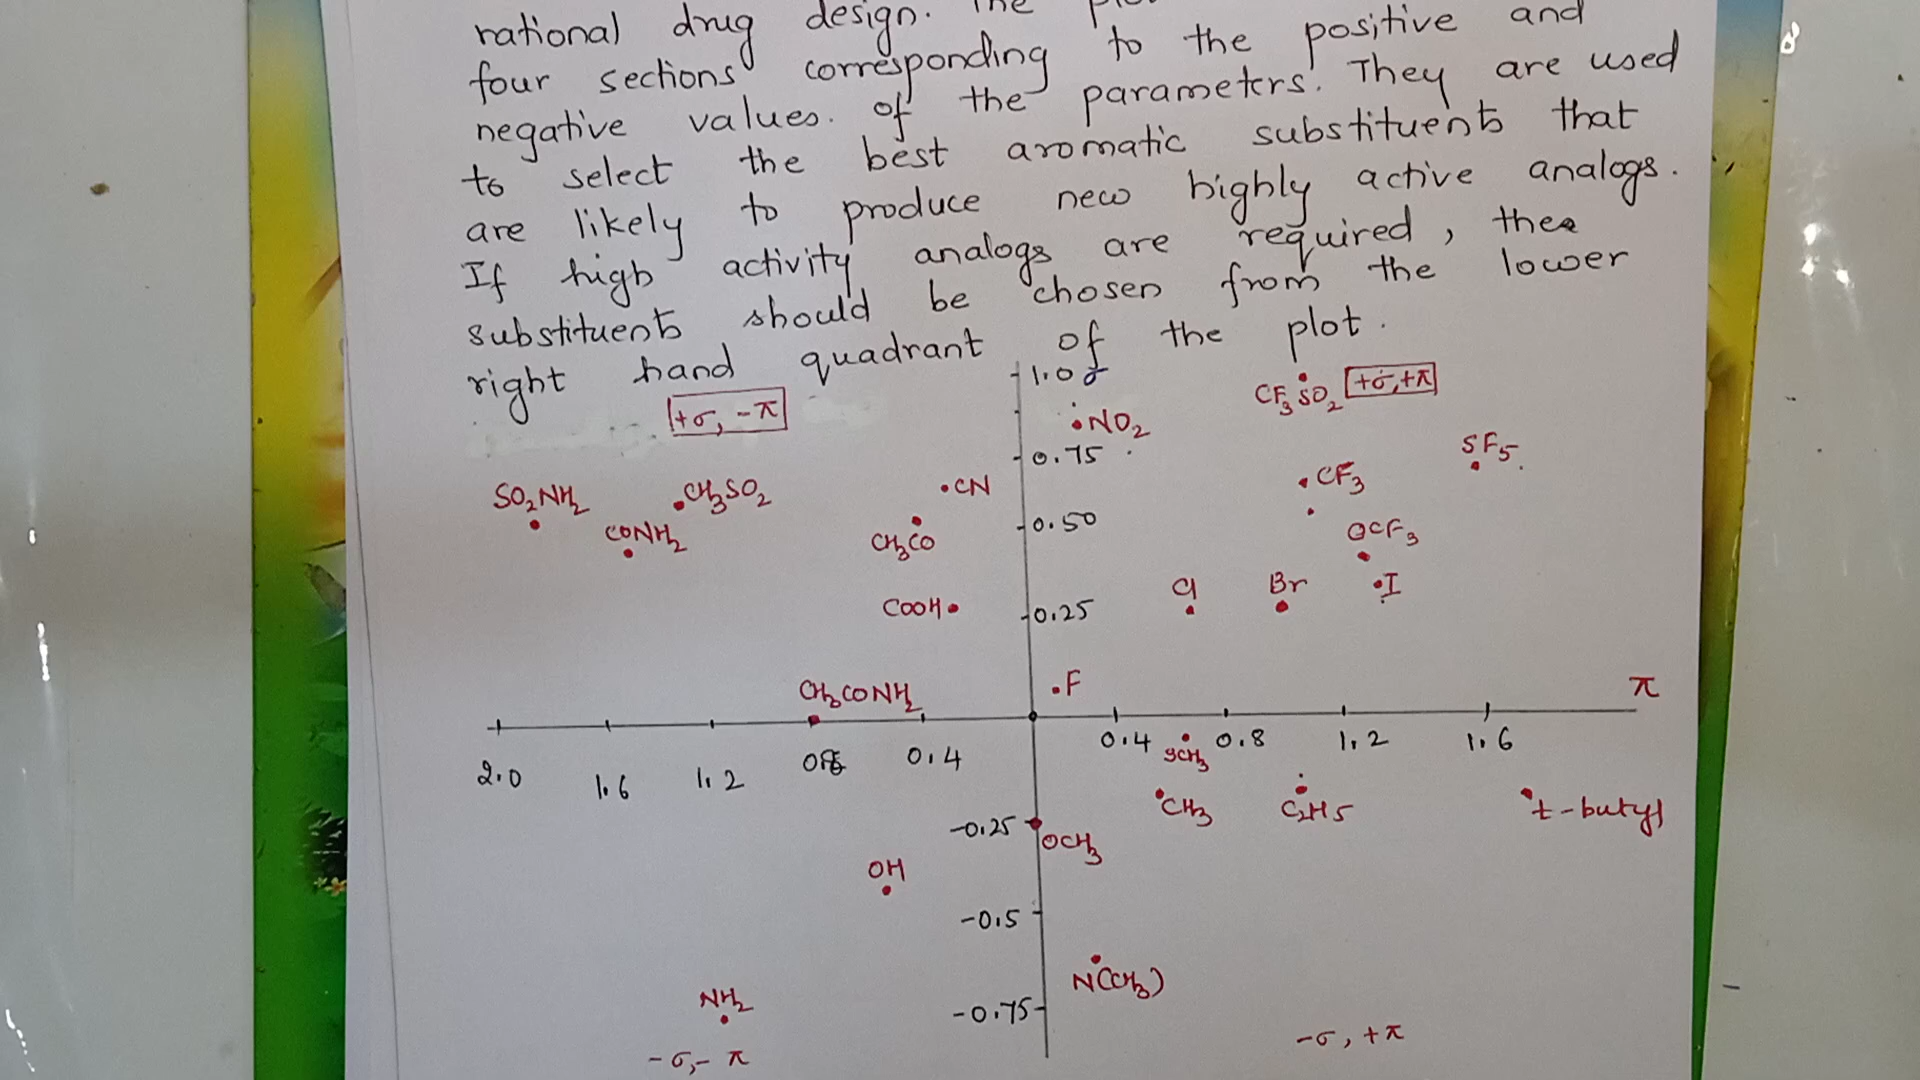 rational drug design. The
four sections corresponding to the positive and
negative values. of the parameters. They are used
to select the best aromatic substituents that
are likely to produce new highly active analogs.
If high activity analogs are required, the
substituents should be chosen from the lower
right hand quadrant of the plot.
1.0 σ
CF3SO2 +σ,+π
+σ, -π
NO2
0.75
SF5
CF3
CN
SO2NH2
CH3SO2
0.50
CONH2
CH3CO
OCF3
Cl
Br
I
COOH
0.25
CH3CONH2
F
π
2.0
1.6
1.2
0.4
0.4
0.8
1.2
1.6
SCH3
CH3
C2H5
t-butyl
-0.25
OCH3
OH
-0.5
N(CH3)
NH2
-0.75
-σ, +π
-σ,- π